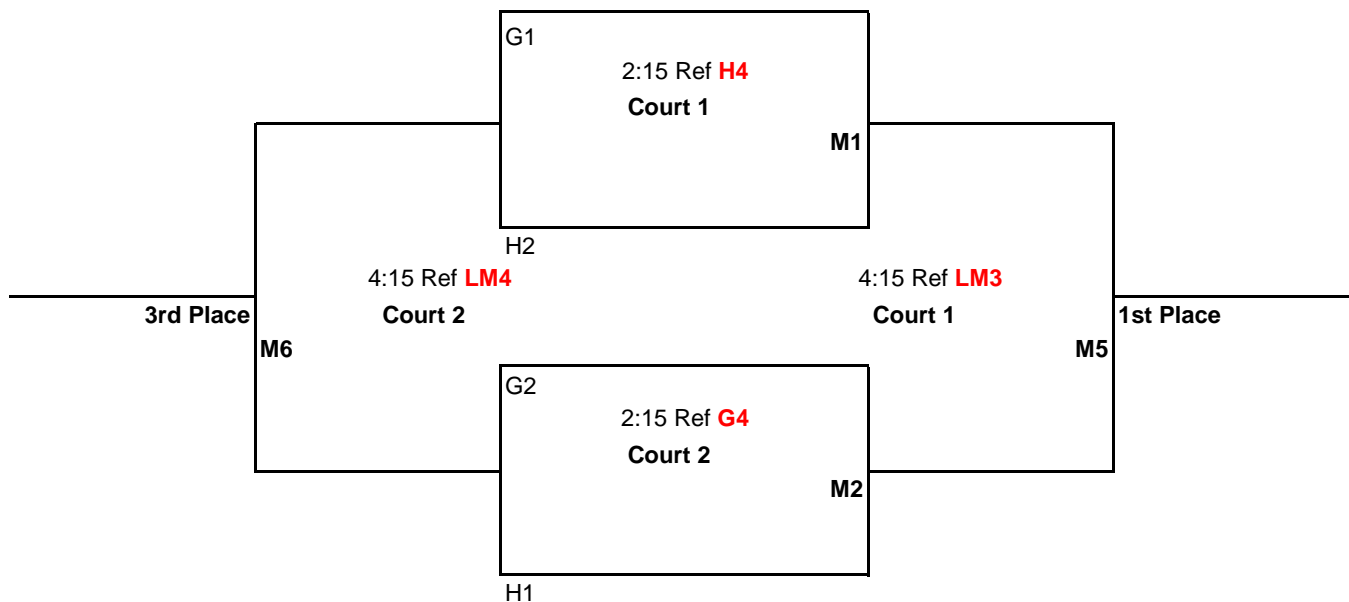 G1
2:15 Ref H4
Court 1
M1
H2
4:15 Ref LM4
4:15 Ref LM3
3rd Place
Court 2
Court 1
1st Place
M6
M5
G2
2:15 Ref G4
Court 2
M2
H1